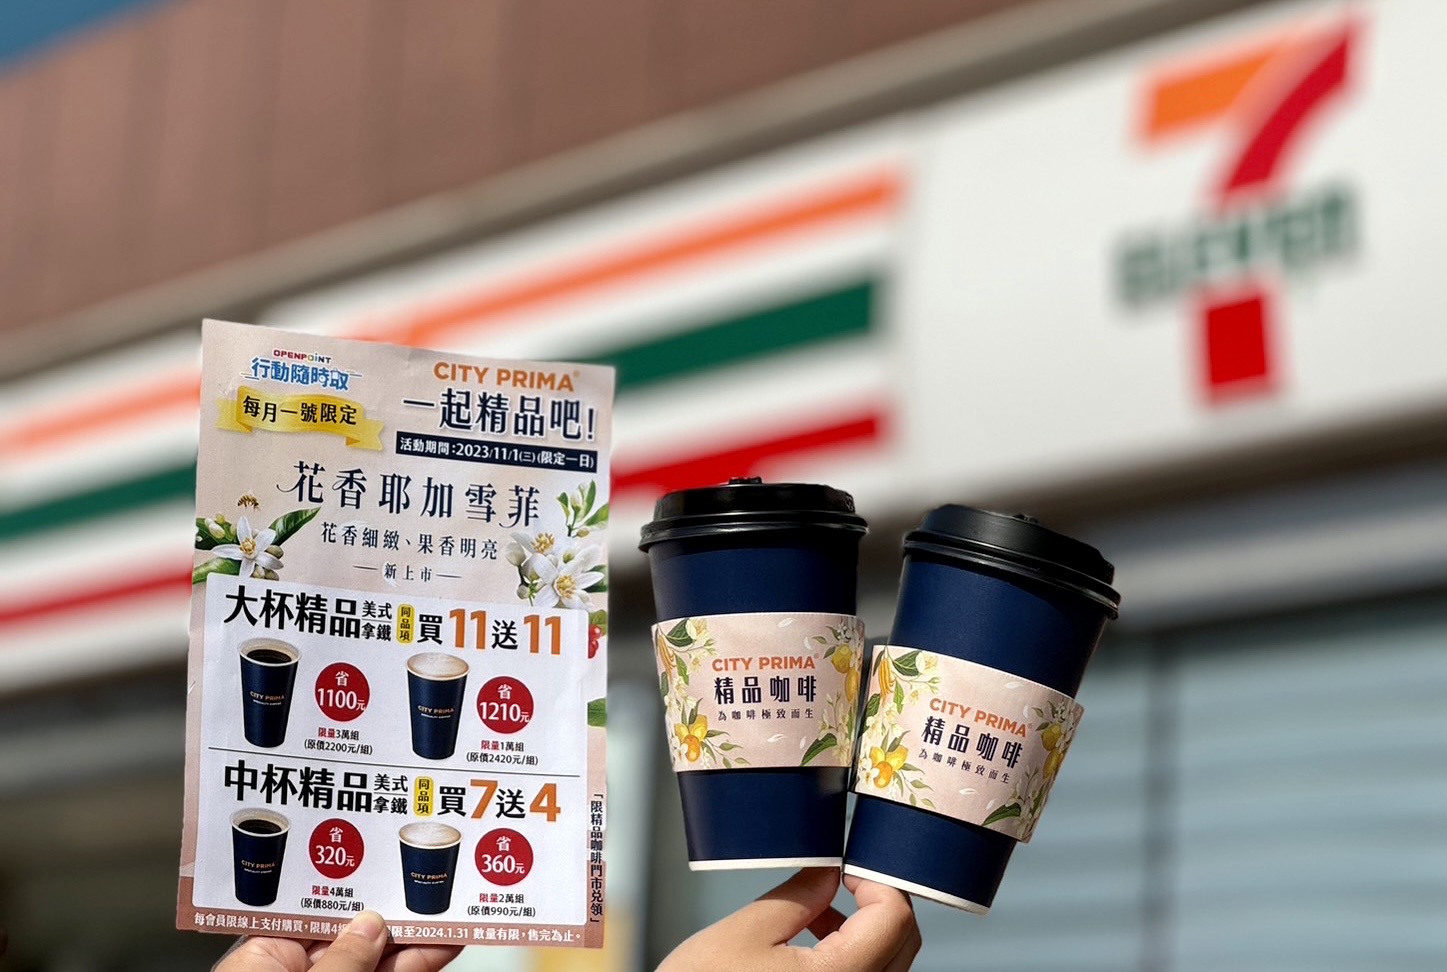 OPENPOINT
行動隨時取
每月一號限定
CITY PRIMA®
一起精品吧!
活動期間:2023/11/1(三)(限定一日)
花香耶加雪菲
花香細緻、果香明亮
—新上市—
大杯精品 美式 拿鐵 同品項 買11送11
省
1100元
限量3萬組
(原價2200元/組)
省
1210元
限量1萬組
(原價2420元/組)
中杯精品 美式 拿鐵 同品項 買7送4
省
320元
限量4萬組
(原價880元/組)
省
360元
限量2萬組
(原價990元/組)
「限精品咖啡門市兌領」
每會員限線上支付購買,限購4
限至2024.1.31 數量有限,售完為止。
CITY PRIMA
CITY PRIMA
CITY PRIMA
CITY PRIMA
CITY PRIMA®
精品咖啡
為咖啡極致而生
CITY PRIMA®
精品咖啡
為咖啡極致而生
7
ELEVEN